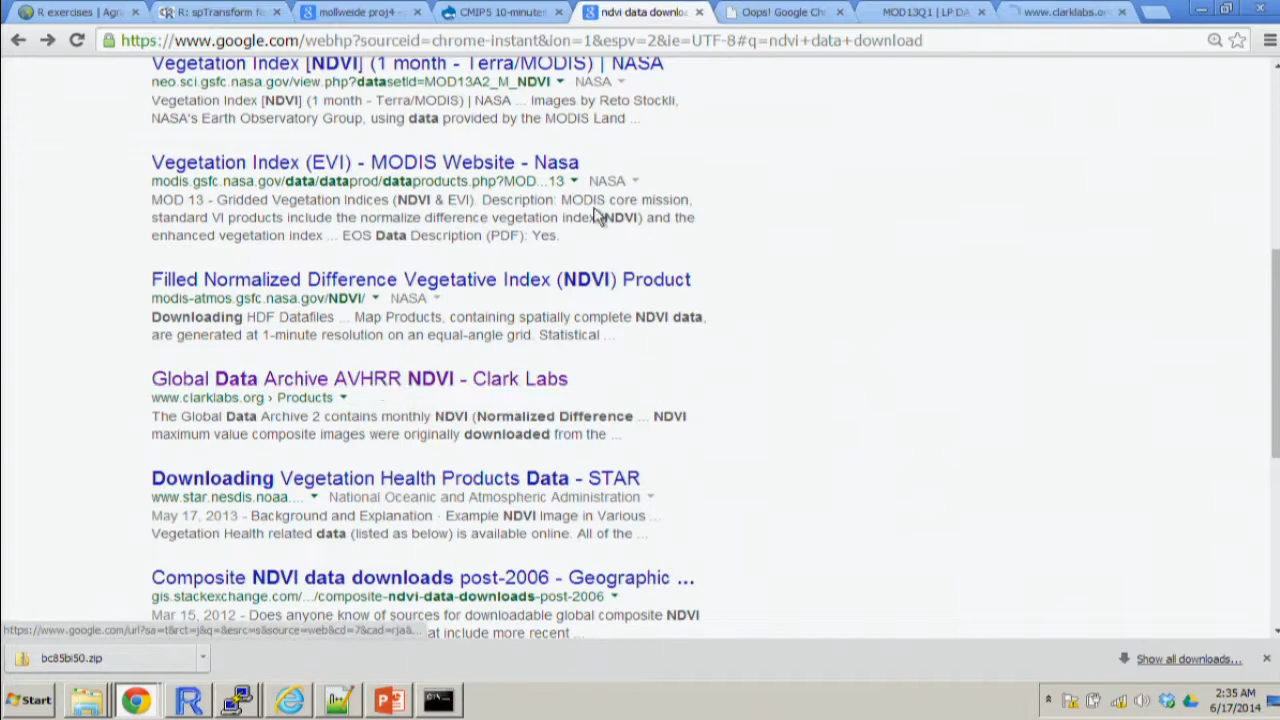 R exercises | Agri
R: spTransform f
mollweide proj4 -
CMIP5 10-minute
ndvi data downlo
Oops! Google Ch
MOD13Q1 | LP DA
www.clarklabs.or
https://www.google.com/webhp?sourceid=chrome-instant&ion=1&espv=2&ie=UTF-8#q=ndvi+data+download
Vegetation Index [NDVI] (1 month - Terra/MODIS) | NASA
neo.sci.gsfc.nasa.gov/view.php?datasetId=MOD13A2_M_NDVI NASA
Vegetation Index [NDVI] (1 month - Terra/MODIS) | NASA ... Images by Reto Stockli,
NASA's Earth Observatory Group, using data provided by the MODIS Land ...
Vegetation Index (EVI) - MODIS Website - Nasa
modis.gsfc.nasa.gov/data/dataprod/dataproducts.php?MOD...13 NASA
MOD 13 - Gridded Vegetation Indices (NDVI & EVI). Description: MODIS core mission,
standard VI products include the normalize difference vegetation index (NDVI) and the
enhanced vegetation index ... EOS Data Description (PDF): Yes.
Filled Normalized Difference Vegetative Index (NDVI) Product
modis-atmos.gsfc.nasa.gov/NDVI/ NASA
Downloading HDF Datafiles ... Map Products, containing spatially complete NDVI data,
are generated at 1-minute resolution on an equal-angle grid. Statistical ...
Global Data Archive AVHRR NDVI - Clark Labs
www.clarklabs.org › Products
The Global Data Archive 2 contains monthly NDVI (Normalized Difference ... NDVI
maximum value composite images were originally downloaded from the ...
Downloading Vegetation Health Products Data - STAR
www.star.nesdis.noaa.... National Oceanic and Atmospheric Administration
May 17, 2013 - Background and Explanation · Example NDVI Image in Various ...
Vegetation Health related data (listed as below) is available online. All of the ...
Composite NDVI data downloads post-2006 - Geographic ...
gis.stackexchange.com/.../composite-ndvi-data-downloads-post-2006
Mar 15, 2012 - Does anyone know of sources for downloadable global composite NDVI
https://www.google.com/url?sa=t&rct=j&q=&esrc=s&source=web&cd=7&cad=rja&... at include more recent ...
bc85bi50.zip
Show all downloads...
Start
2:35 AM
6/17/2014